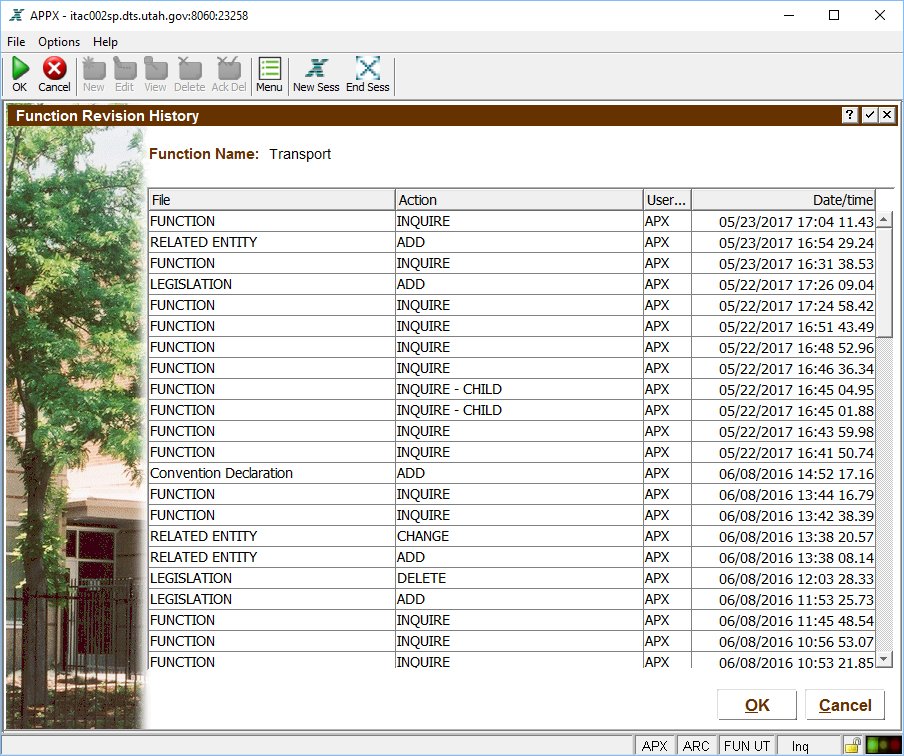 APPX - itac002sp.dts.utah.gov:8060:23258
File Options Help
OK Cancel New Edit View Delete Ack Del Menu New Sess End Sess
Function Revision History ?
Function Name: Transport
File Action User... Date/time
FUNCTION INQUIRE APX 05/23/2017 17:04 11.43
RELATED ENTITY ADD APX 05/23/2017 16:54 29.24
FUNCTION INQUIRE APX 05/23/2017 16:31 38.53
LEGISLATION ADD APX 05/22/2017 17:26 09.04
FUNCTION INQUIRE APX 05/22/2017 17:24 58.42
FUNCTION INQUIRE APX 05/22/2017 16:51 43.49
FUNCTION INQUIRE APX 05/22/2017 16:48 52.96
FUNCTION INQUIRE APX 05/22/2017 16:46 36.34
FUNCTION INQUIRE - CHILD APX 05/22/2017 16:45 04.95
FUNCTION INQUIRE - CHILD APX 05/22/2017 16:45 01.88
FUNCTION INQUIRE APX 05/22/2017 16:43 59.98
FUNCTION INQUIRE APX 05/22/2017 16:41 50.74
Convention Declaration ADD APX 06/08/2016 14:52 17.16
FUNCTION INQUIRE APX 06/08/2016 13:44 16.79
FUNCTION INQUIRE APX 06/08/2016 13:42 38.39
RELATED ENTITY CHANGE APX 06/08/2016 13:38 20.57
RELATED ENTITY ADD APX 06/08/2016 13:38 08.14
LEGISLATION DELETE APX 06/08/2016 12:03 28.33
LEGISLATION ADD APX 06/08/2016 11:53 25.73
FUNCTION INQUIRE APX 06/08/2016 11:45 48.54
FUNCTION INQUIRE APX 06/08/2016 10:56 53.07
FUNCTION INQUIRE APX 06/08/2016 10:53 21.85
OK Cancel
APX ARC FUN UT Inq